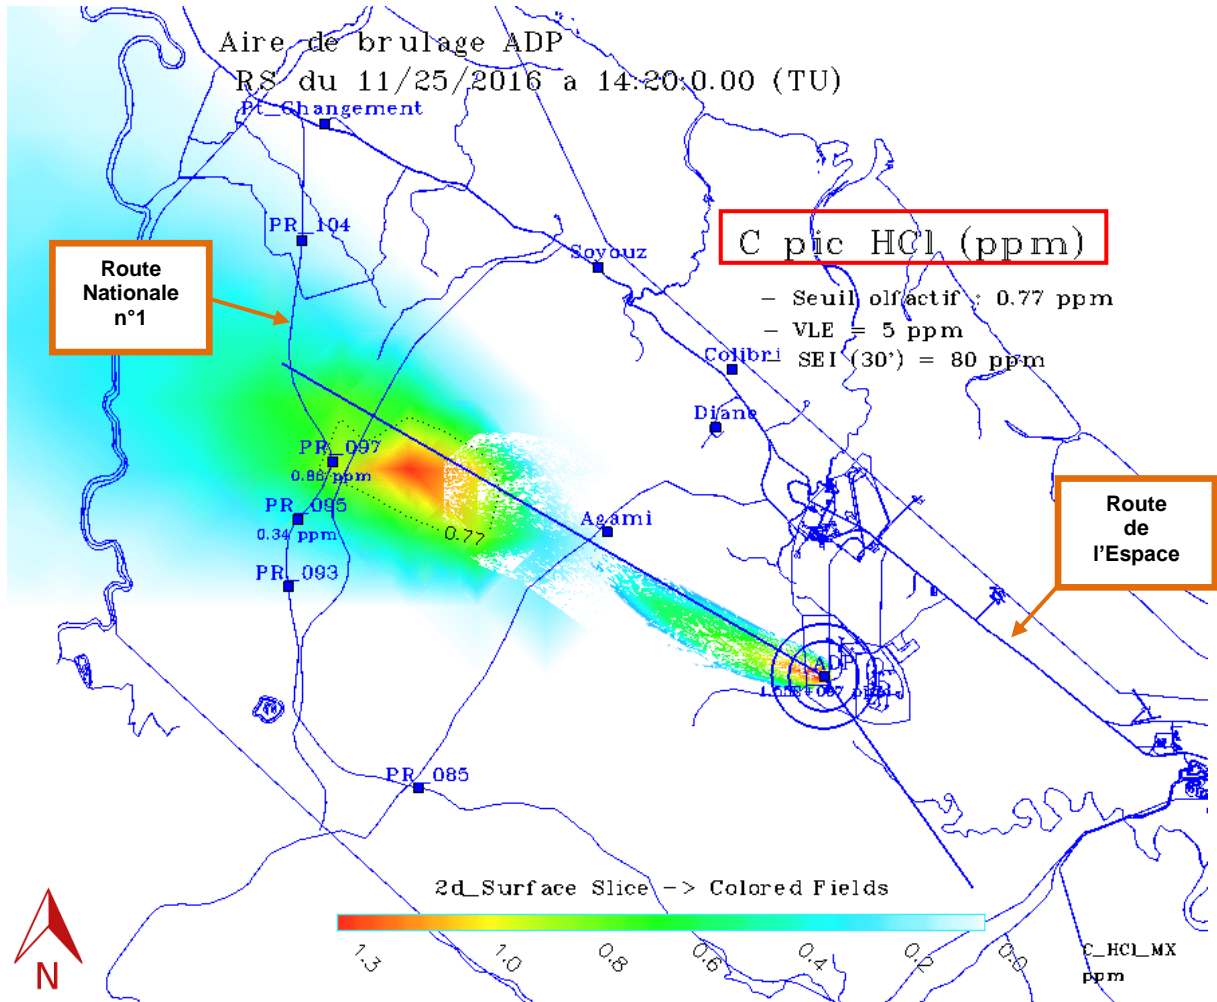 Aire de brulage ADP
RS du 11/25/2016 a 14:20:0.00 (TU)
Pt_Changement
PR_104
Route
Nationale
n°1
Soyouz
C pic HCl (ppm)
- Seuil olfactif : 0.77 ppm
- VLE = 5 ppm
- SEI (30') = 80 ppm
Colibri
Diane
PR_097
0.86 ppm
PR_095
0.34 ppm
0.77
Agami
Route
de
l'Espace
PR_093
ADP
ppm
PR_085
2d_Surface Slice -> Colored Fields
1.3 1.0 0.8 0.6 0.4 0.0
C_HCl_MX
ppm
N